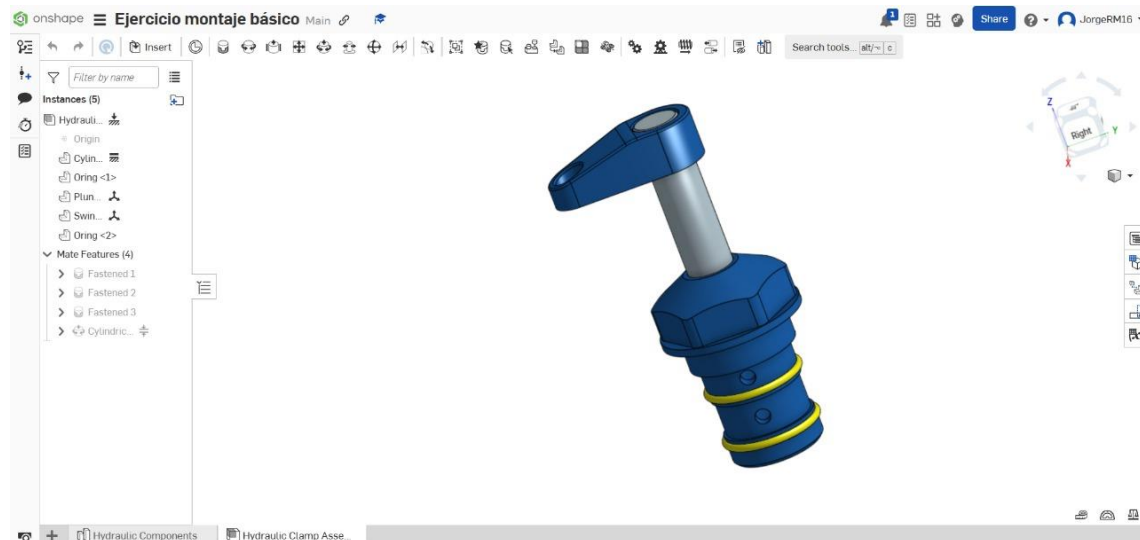 onshape Ejercicio montaje básico Main 1 Share JorgeRM16
Insert Search tools... alt/⌥ c
Filter by name
Instances (5)
Hydrauli...
Origin
Cylin...
Oring <1>
Plun...
Swin...
Oring <2>
Mate Features (4)
Fastened 1
Fastened 2
Fastened 3
Cylindric...
Z
Y
Right
X
Hydraulic Components Hydraulic Clamp Asse...